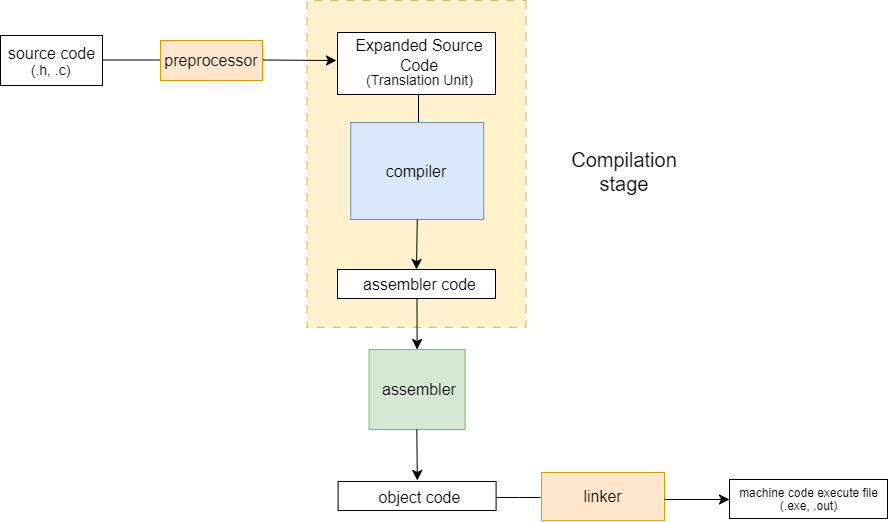 source code
(.h, .c)
preprocessor
Expanded Source
Code
(Translation Unit)
compiler
Compilation
stage
assembler code
assembler
object code
linker
machine code execute file
(.exe, .out)